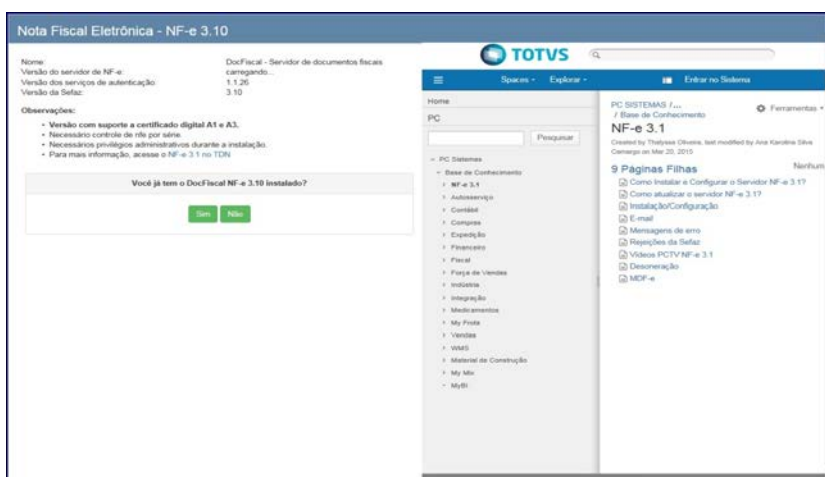 Nota Fiscal Eletrônica - NF-e 3.10
Nome: DocFiscal - Servidor de documentos fiscais
Versão do servidor de NF-e: carregando...
Versão dos serviços de autenticação 1.1.26
Versão da Sefaz: 3.10
Observações:
• Versão com suporte a certificado digital A1 e A3.
• Necessário controle de nfe por série.
• Necessários privilégios administrativos durante a instalação.
• Para mais informação, acesse o NF-e 3.1 no TDN
Você já tem o DocFiscal NF-e 3.10 instalado?
Sim Não
TOTVS
Spaces Explorar Entrar no Sistema
Home
PC
Pesquisar
PC Sistemas
Base de Conhecimento
NF-e 3.1
Autosserviço
Contábil
Compras
Expedição
Financeiro
Fiscal
Força de Vendas
Indústria
Integração
Medicamentos
My Frota
Vendas
WMS
Material de Construção
My Mix
MyBI
PC SISTEMAS /...
/ Base de Conhecimento
Ferramentas
NF-e 3.1
Created by Thalyssa Oliveira, last modified by Ana Karolina Silva
Camargo on Mar 20, 2015
9 Páginas Filhas
Nenhum
Como Instalar e Configurar o Servidor NF-e 3.1?
Como atualizar o servidor NF-e 3.1?
Instalação/Configuração
E-mail
Mensagens de erro
Rejeições da Sefaz
Vídeos PCTV NF-e 3.1
Desoneração
MDF-e